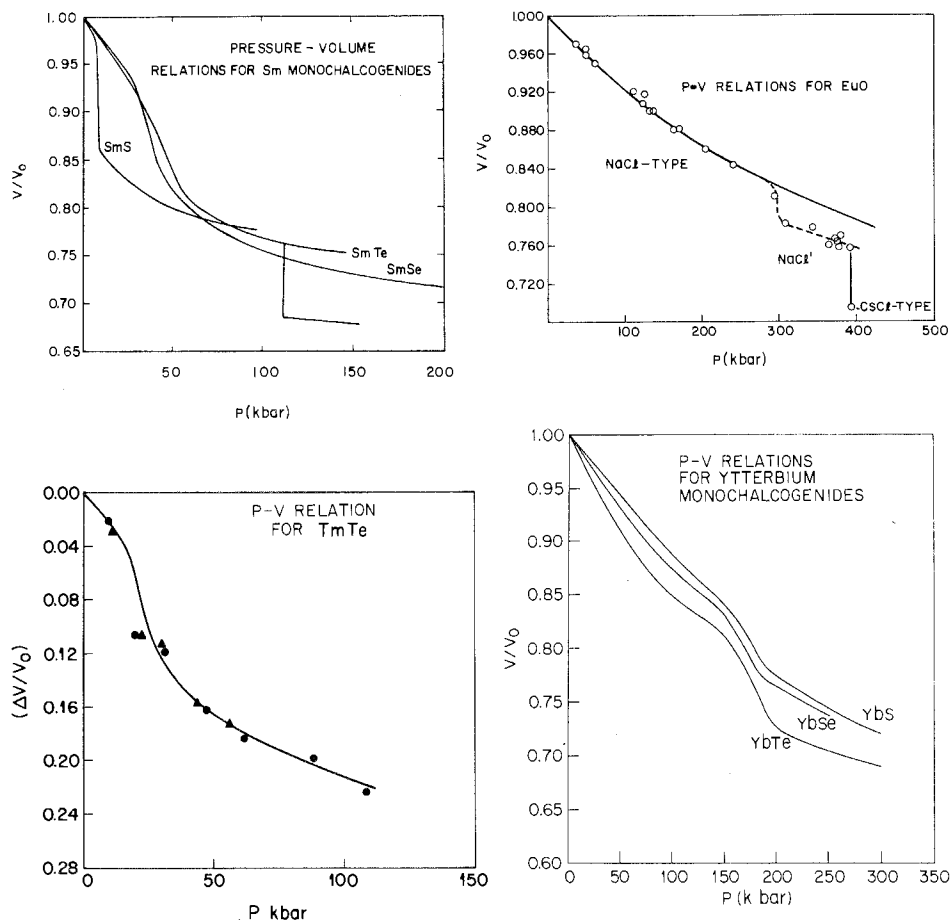 1.00
0.95
0.90
0.85
0.80
0.75
0.70
0.65
V/V₀
PRESSURE - VOLUME
RELATIONS FOR Sm MONOCHALCOGENIDES
SmS
SmTe
SmSe
50
100
150
200
P(kbar)
1.000
0.960
0.920
0.880
0.840
0.800
0.760
0.720
V/V₀
P-V RELATIONS FOR EuO
NaCl-TYPE
NaCl'
CsCl-TYPE
100
200
300
400
500
P(kbar)
0.00
0.04
0.08
0.12
0.16
0.20
0.24
0.28
(ΔV/V₀)
P-V RELATION
FOR TmTe
0
50
100
150
P kbar
1.00
0.95
0.90
0.85
0.80
0.75
0.70
0.65
0.60
V/V₀
P-V RELATIONS
FOR YTTERBIUM
MONOCHALCOGENIDES
YbS
YbSe
YbTe
0
50
100
150
200
250
300
350
P (k bar)